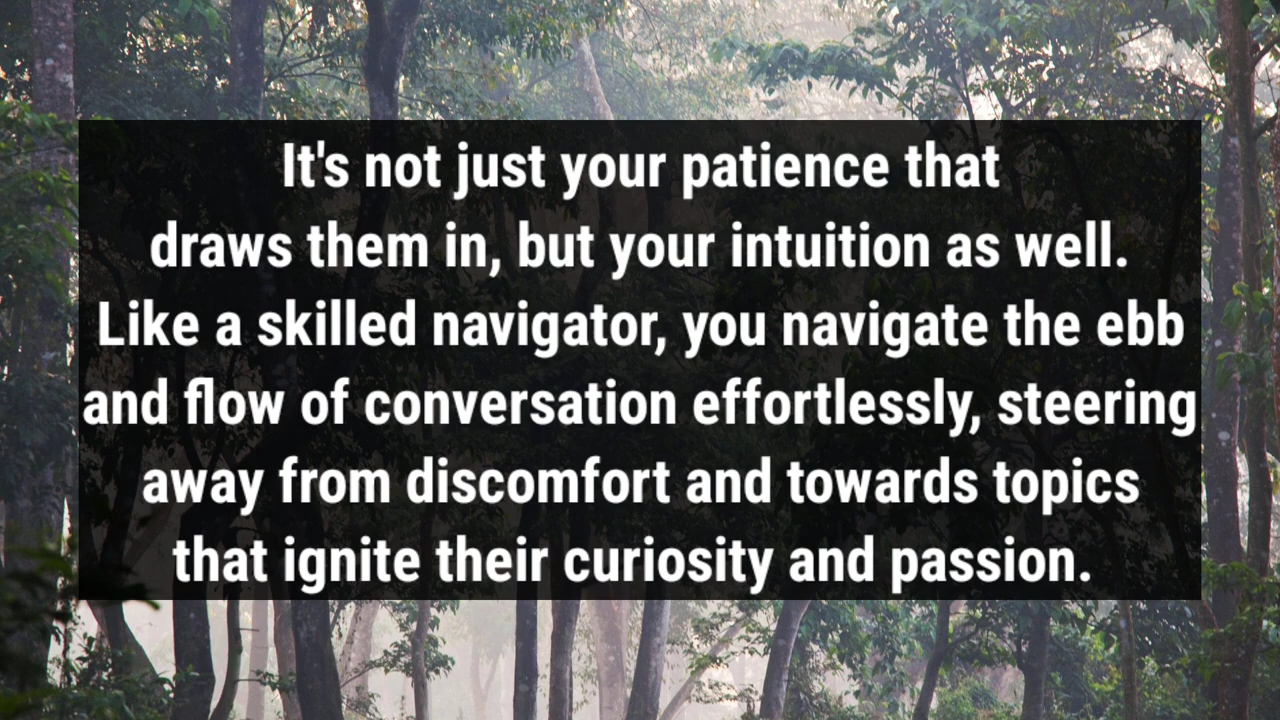 It's not just your patience that
draws them in, but your intuition as well.
Like a skilled navigator, you navigate the ebb
and flow of conversation effortlessly, steering
away from discomfort and towards topics
that ignite their curiosity and passion.